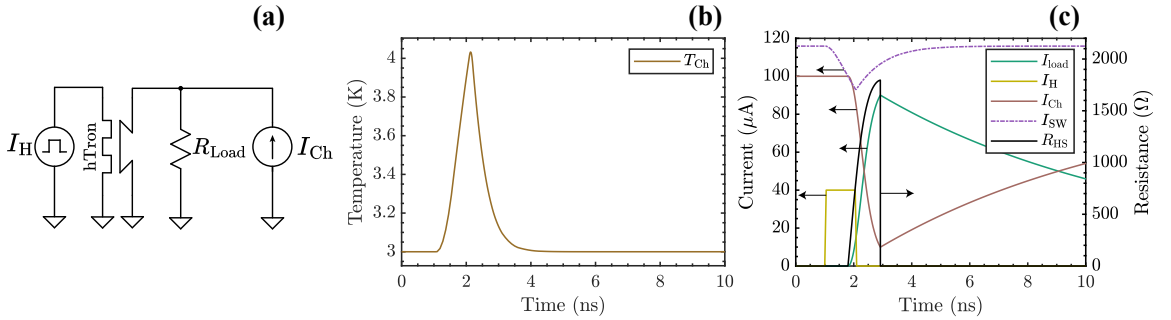 (a)
I_H
hTron
R_Load
I_Ch
(b)
Temperature (K)
4
3.8
3.6
3.4
3.2
3
0 2 4 6 8 10
Time (ns)
T_Ch
(c)
Current (μA)
120
100
80
60
40
20
0
0 2 4 6 8 10
Time (ns)
I_load
I_H
I_Ch
I_SW
R_HS
2000
1500
1000
500
0
Resistance (Ω)